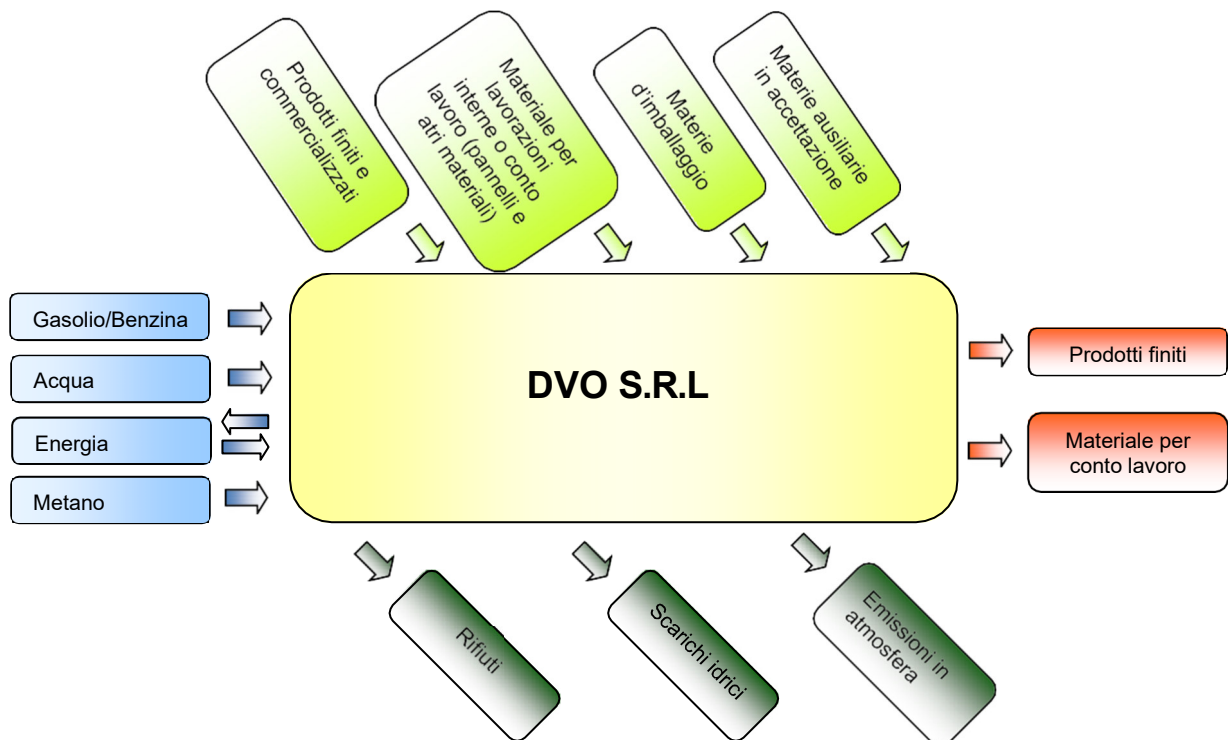 Prodotti finiti e
commercializzati
Materiale per
lavorazioni
interne o conto
lavoro (pannelli e
atri materiali)
Materie
d'imballaggio
Materie ausiliarie
in accettazione
Gasolio/Benzina
Acqua
Energia
Metano
DVO S.R.L
Prodotti finiti
Materiale per
conto lavoro
Rifiuti
Scarichi idrici
Emissioni in
atmosfera